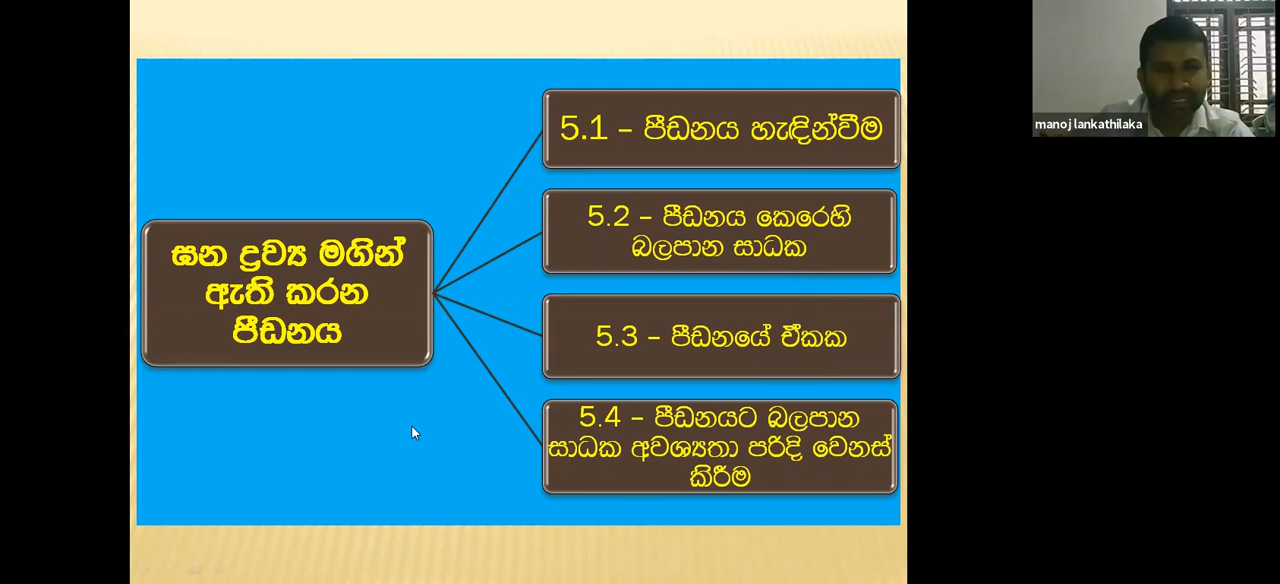 ඝන ද්‍රව්‍ය මගින්
ඇති කරන
පීඩනය
5.1 – පීඩනය හැඳින්වීම
5.2 – පීඩනය කෙරෙහි
බලපාන සාධක
5.3 – පීඩනයේ ඒකක
5.4 – පීඩනයට බලපාන
සාධක අවශ්‍යතා පරිදි වෙනස්
කිරීම
manoj lankathilaka